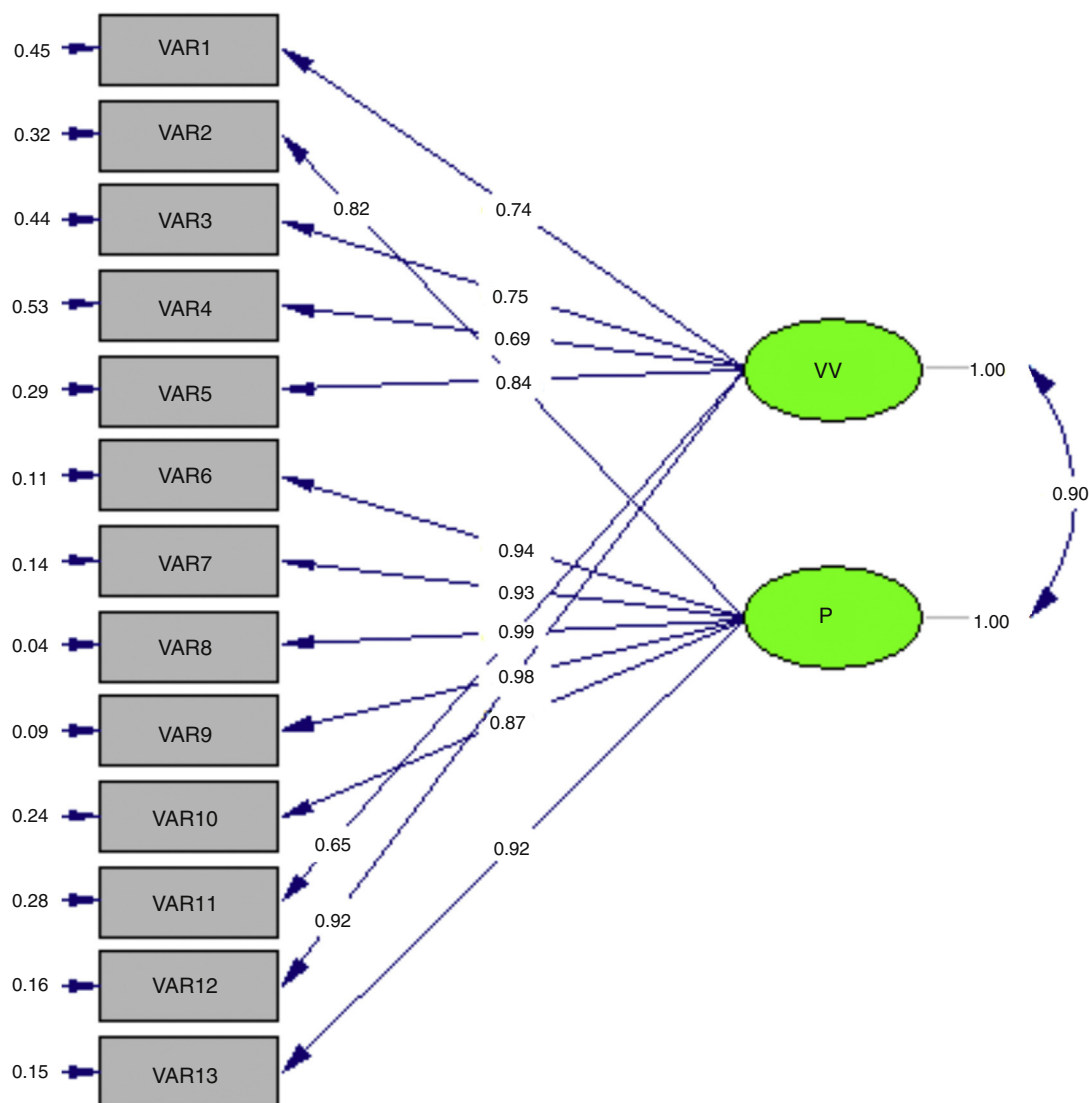 0.45 VAR1
0.32 VAR2
0.82 0.74
0.44 VAR3
0.75
0.53 VAR4
0.69
VV 1.00
0.29 VAR5 0.84
0.11 VAR6
0.90
0.94
0.14 VAR7
0.93
P 1.00
0.04 VAR8 0.99
0.98
0.09 VAR9 0.87
0.24 VAR10
0.65 0.92
0.28 VAR11
0.92
0.16 VAR12
0.15 VAR13